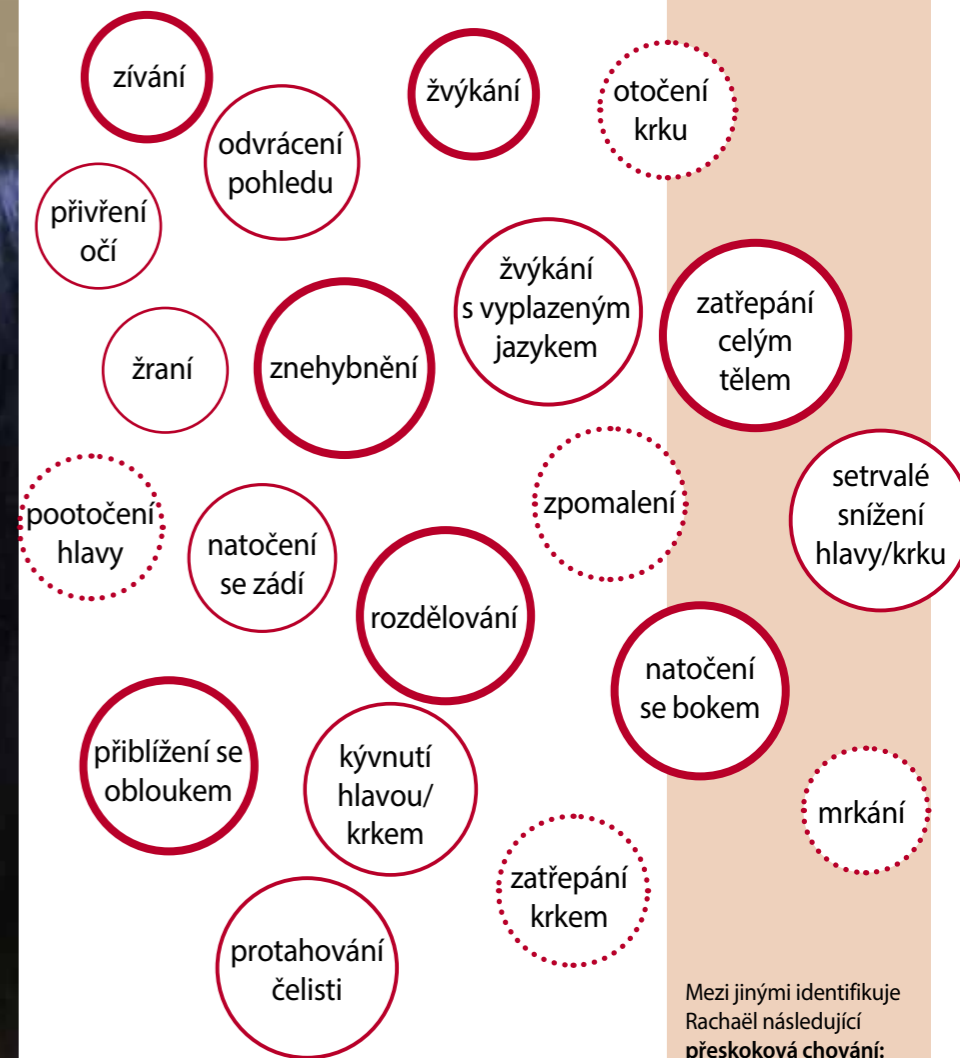 zívání
žvýkání
otočení
krku
odvrácení
pohledu
přivření
očí
žvýkání
s vyplazeným
jazykem
zatřepání
celým
tělem
žraní
znehybnění
zpomalení
setrvalé
snížení
hlavy/krku
pootočení
hlavy
natočení
se zádí
rozdělování
natočení
se bokem
přiblížení se
obloukem
kývnutí
hlavou/
krkem
mrkání
zatřepání
krkem
protahování
čelisti
Mezi jinými identifikuje
Rachaël následující
přeskoková chování: